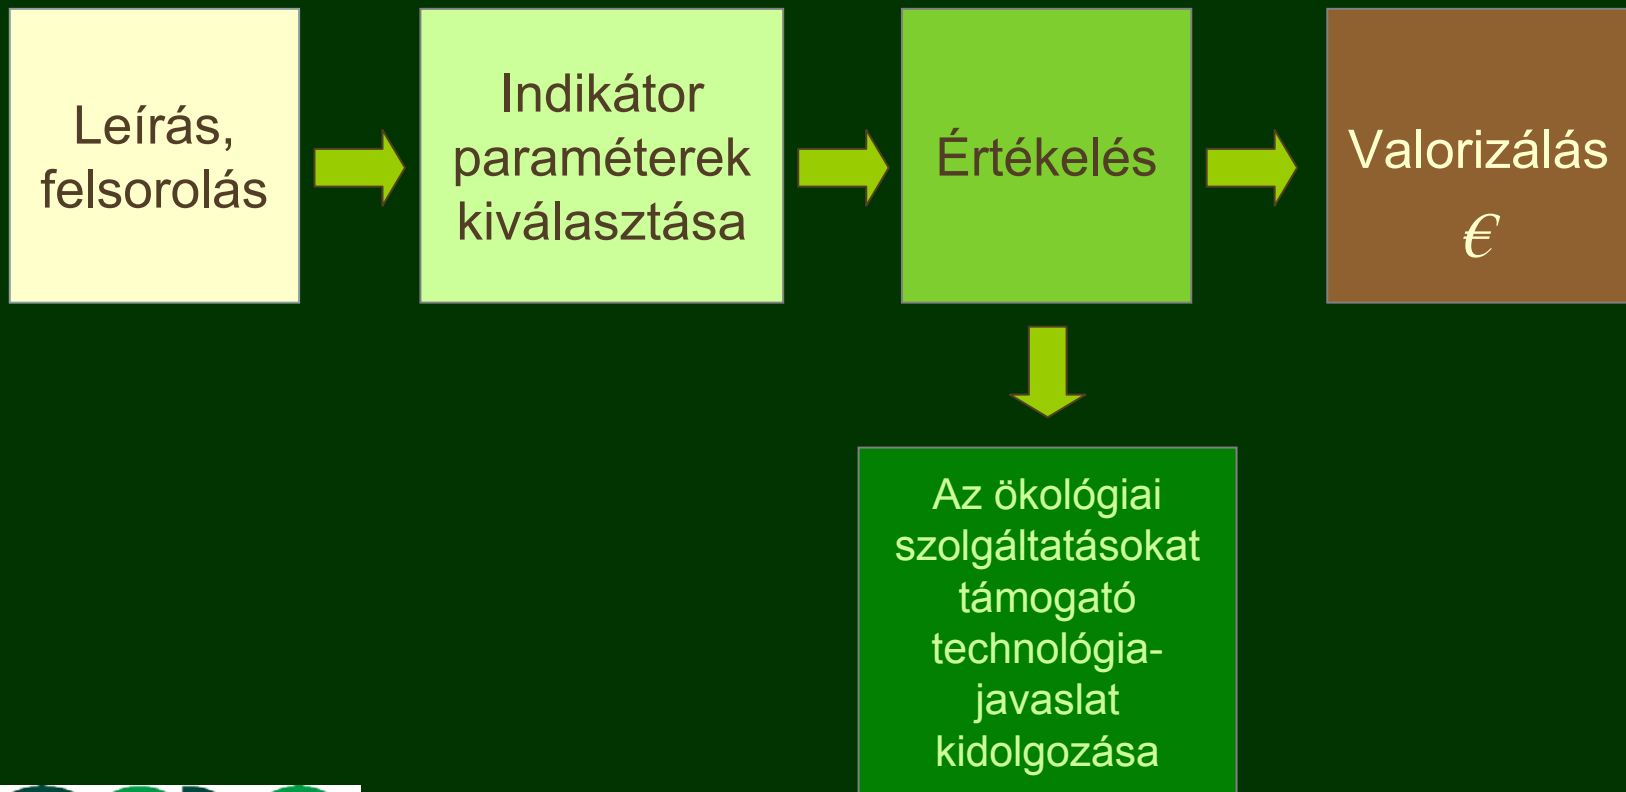 Leírás,
felsorolás
Indikátor
paraméterek
kiválasztása
Értékelés
Valorizálás
€
Az ökológiai
szolgáltatásokat
támogató
technológia-
javaslat
kidolgozása